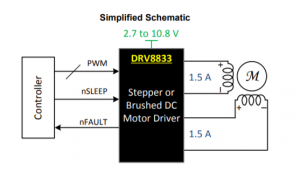 Simplified Schematic
2.7 to 10.8 V
Controller
PWM
nSLEEP
nFAULT
DRV8833
Stepper or
Brushed DC
Motor Driver
1.5 A
+ -
M
+ -
1.5 A